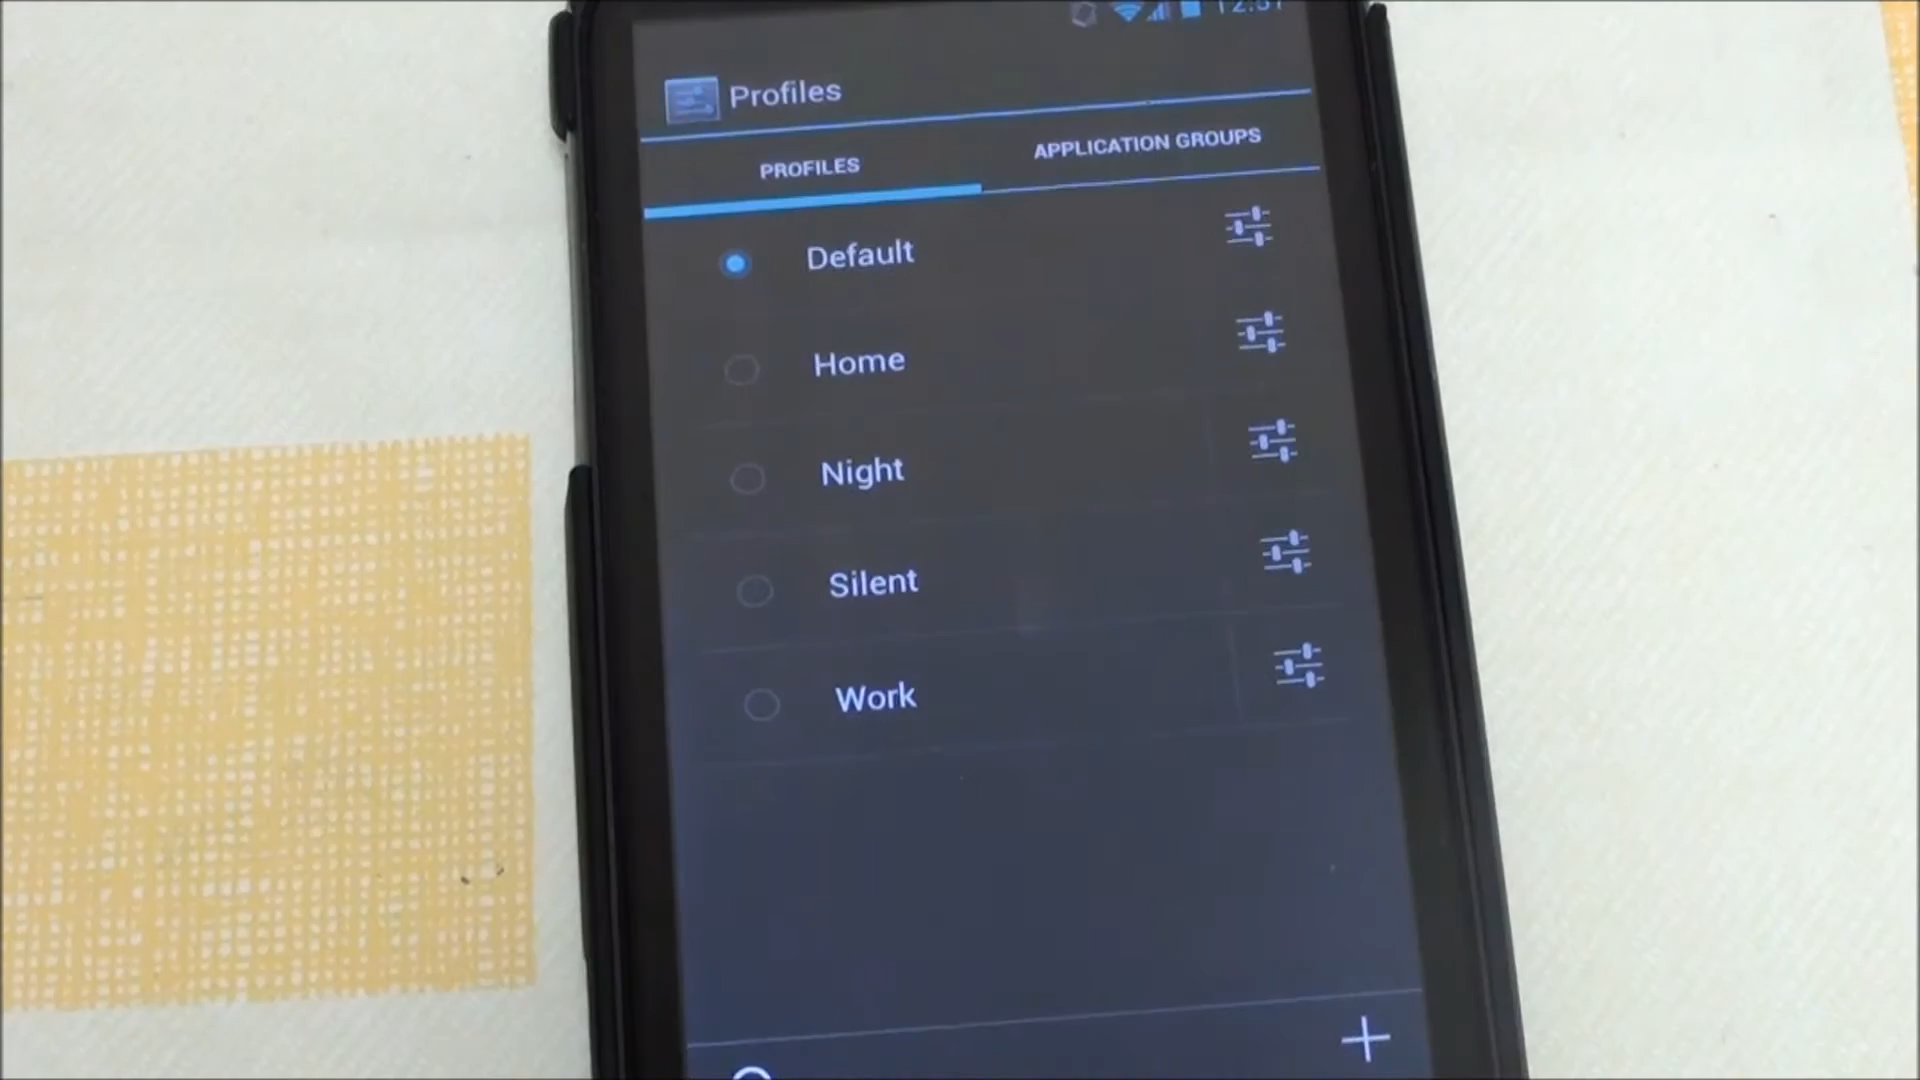 Profiles
PROFILES
APPLICATION GROUPS
Default
Home
Night
Silent
Work